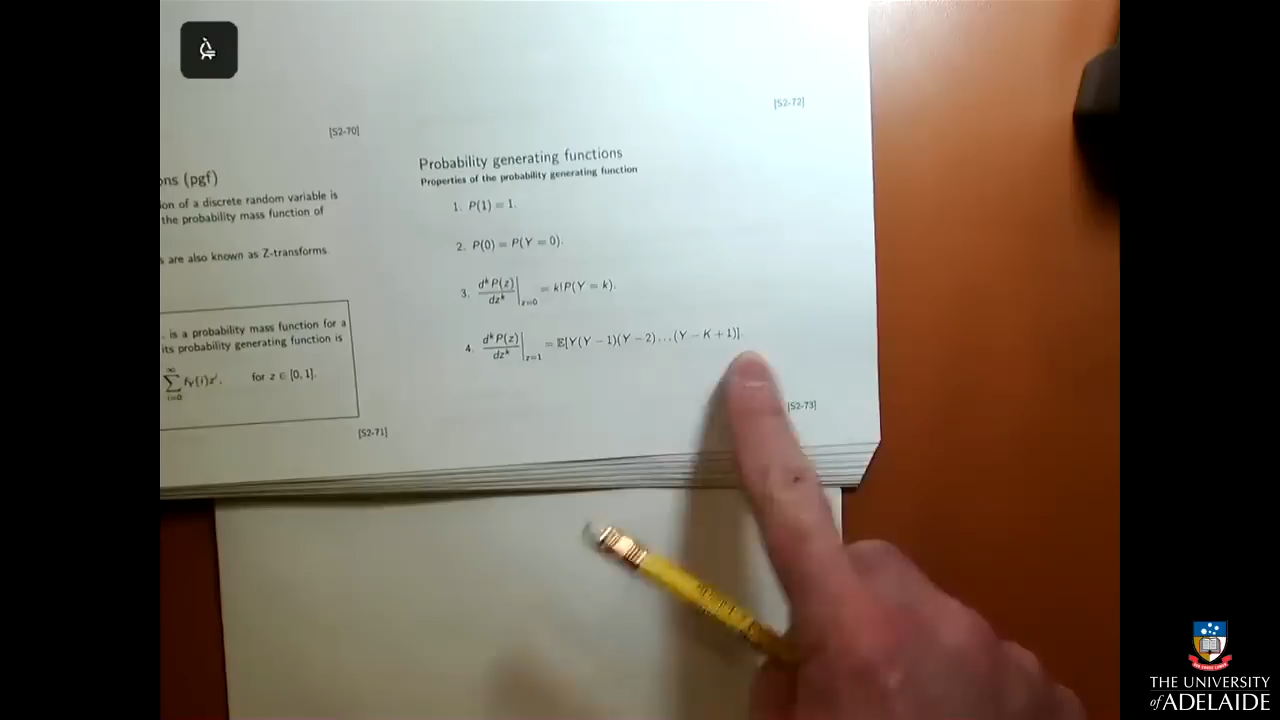 [S2-70]
ons (pgf)
ion of a discrete random variable is
the probability mass function of
s are also known as Z-transforms.
. is a probability mass function for a
its probability generating function is
∑_{i=0}^{∞} f_Y(i)z^i, for z ∈ [0, 1].
[S2-71]
[S2-72]
Probability generating functions
Properties of the probability generating function
1. P(1) = 1.
2. P(0) = P(Y = 0).
3. d^k P(z)/dz^k |_{z=0} = k!P(Y = k).
4. d^k P(z)/dz^k |_{z=1} = 𝔼[Y(Y − 1)(Y − 2)...(Y − K + 1)].
[S2-73]
THE UNIVERSITY
of ADELAIDE